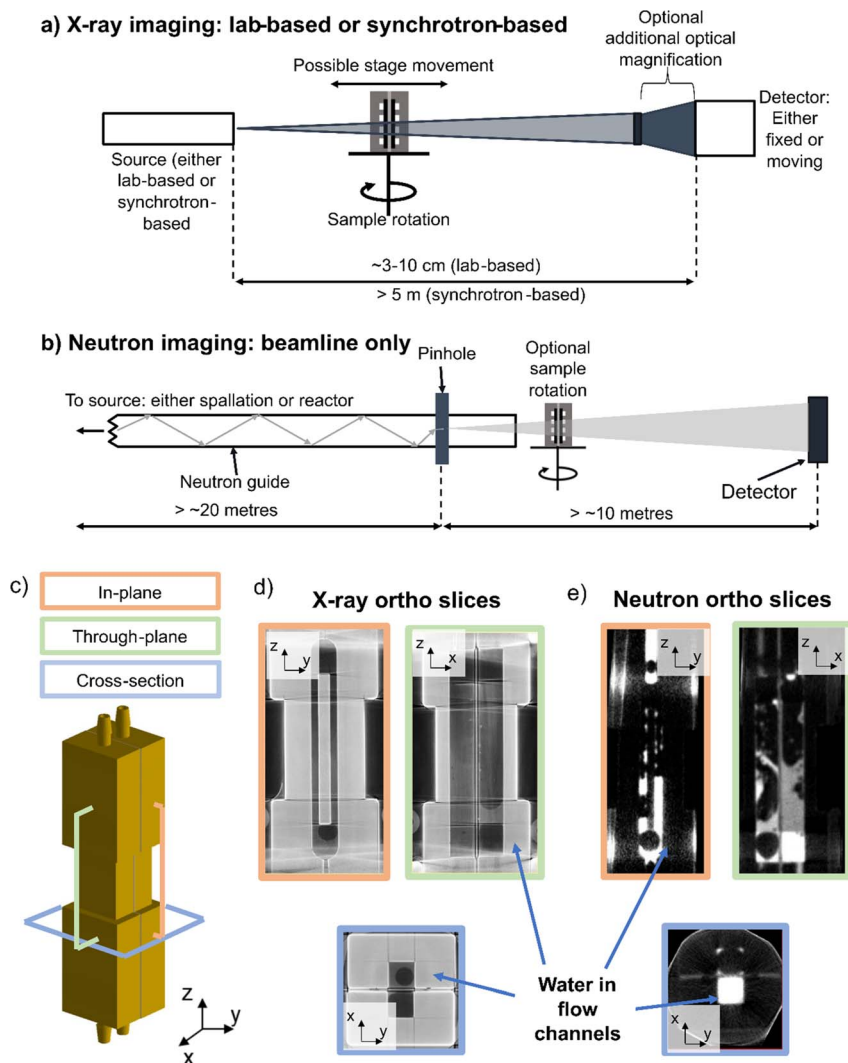 a) X-ray imaging: lab-based or synchrotron-based
Optional
additional optical
magnification
Possible stage movement
Detector:
Either
fixed or
moving
Source (either
lab-based or
synchrotron-
based
Sample rotation
~3-10 cm (lab-based)
> 5 m (synchrotron-based)
b) Neutron imaging: beamline only
Pinhole
Optional
sample
rotation
To source: either spallation or reactor
Neutron guide
Detector
> ~20 metres
> ~10 metres
c)
In-plane
Through-plane
Cross-section
z
y
x
d)
X-ray ortho slices
z
y
z
x
e)
Neutron ortho slices
z
y
z
x
x
y
Water in
flow
channels
x
y
z